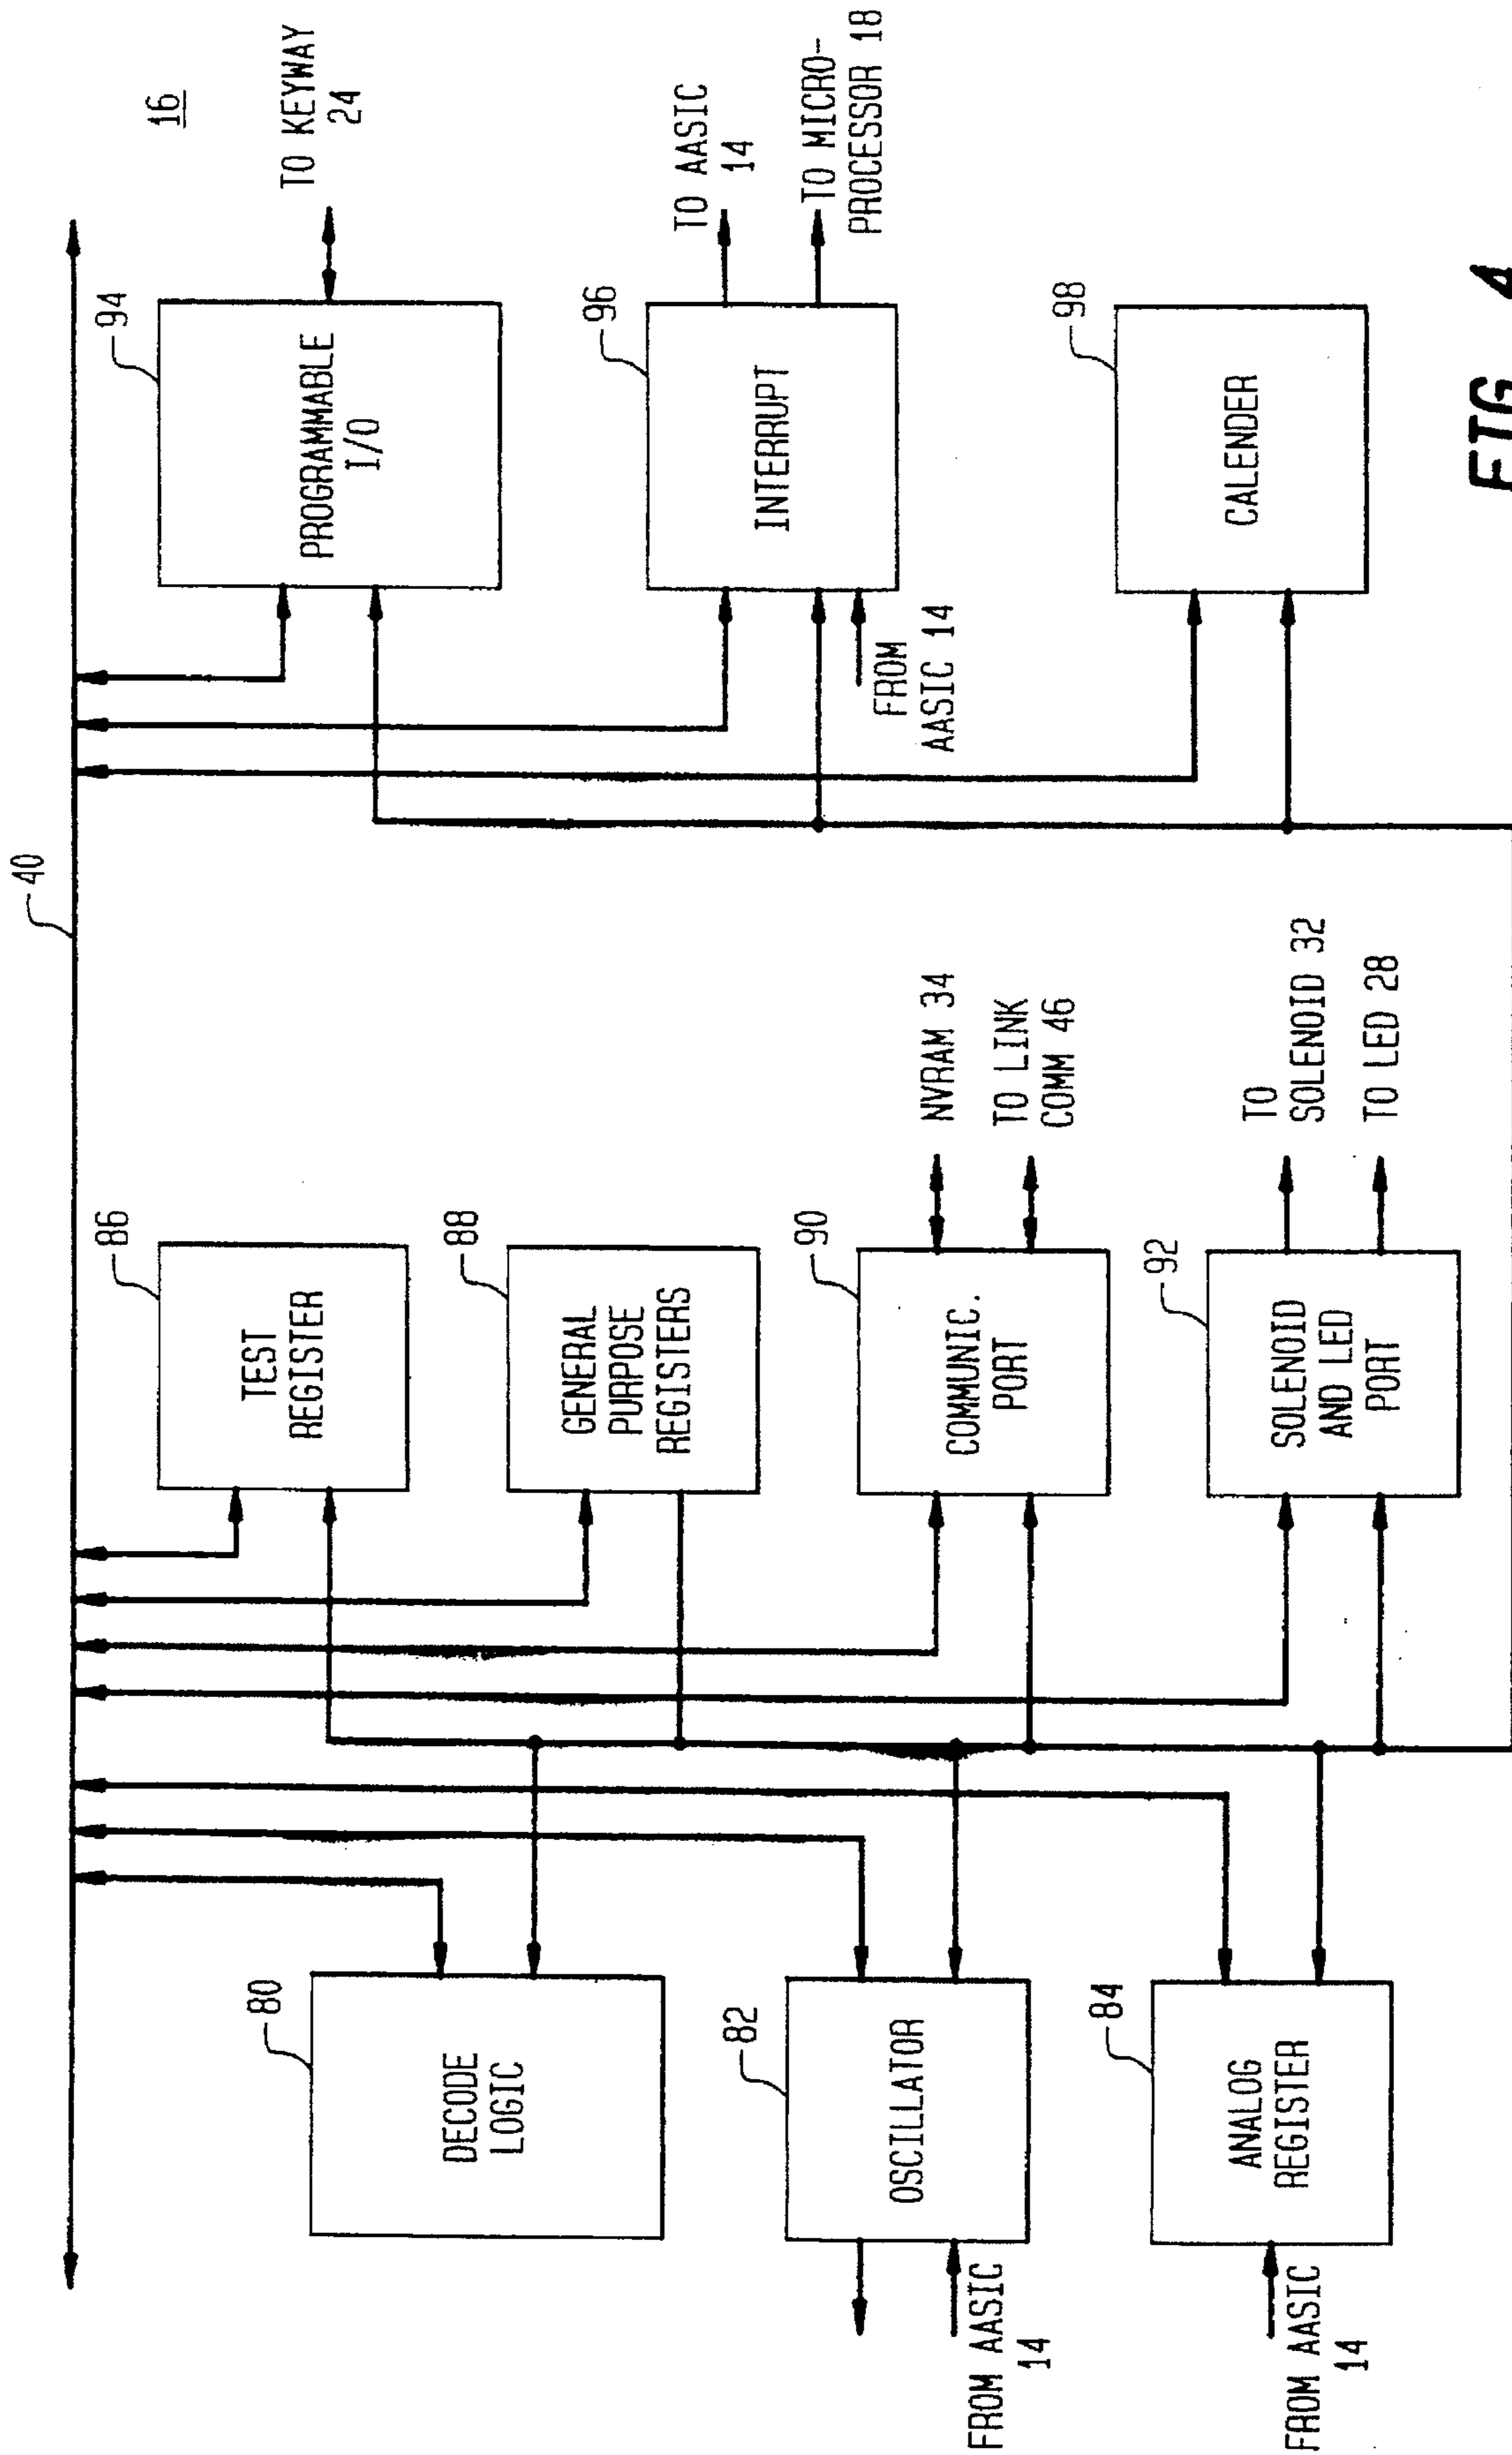 40
16
80
DECODE
LOGIC
82
OSCILLATOR
FROM AASIC
14
84
ANALOG
REGISTER
FROM AASIC
14
86
TEST
REGISTER
88
GENERAL
PURPOSE
REGISTERS
90
COMMUNIC.
PORT
NVRAM 34
TO LINK
COMM 46
92
SOLENOID
AND LED
PORT
TO
SOLENOID 32
TO LED 28
94
PROGRAMMABLE
I/O
TO KEYWAY
24
96
INTERRUPT
FROM
AASIC 14
TO AASIC
14
TO MICRO-
PROCESSOR 18
98
CALENDER
FIG. 4